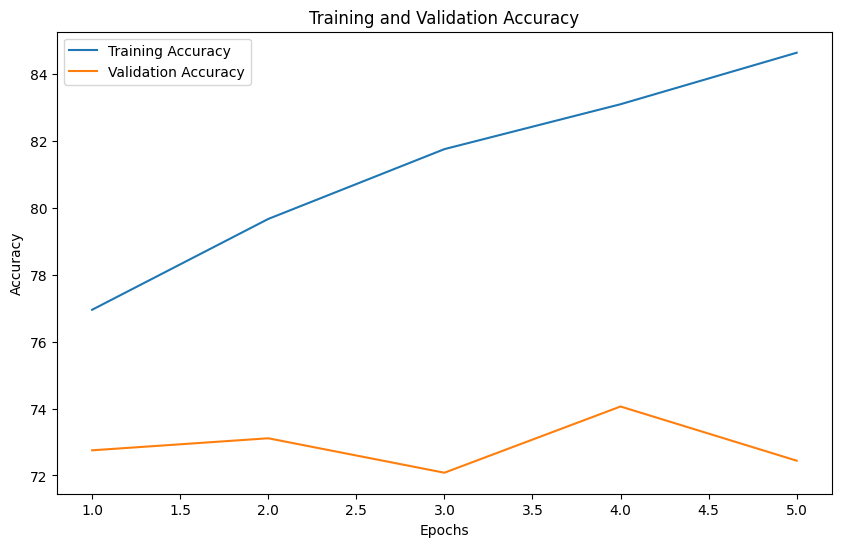 Training and Validation Accuracy
Training Accuracy
Validation Accuracy
84
82
80
78
76
74
72
Accuracy
1.0 1.5 2.0 2.5 3.0 3.5 4.0 4.5 5.0
Epochs